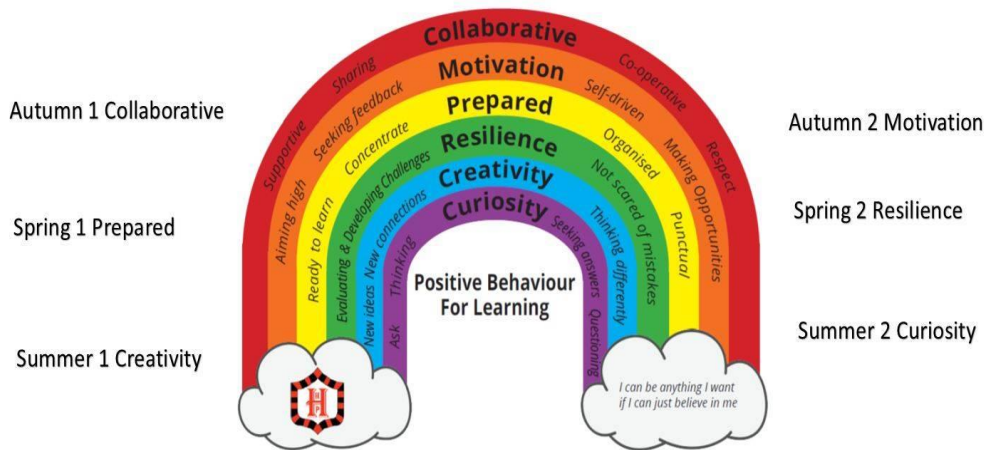 Collaborative
Supportive
Sharing
Co-operative
Respect
Motivation
Aiming high
Seeking feedback
Self-driven
Making Opportunities
Prepared
Ready to learn
Concentrate
Organised
Punctual
Resilience
Evaluating & Developing Challenges
Not scared of mistakes
Creativity
New ideas
New connections
Thinking differently
Curiosity
Ask
Thinking
Seeking answers
Questioning
Positive Behaviour
For Learning
Autumn 1 Collaborative
Autumn 2 Motivation
Spring 1 Prepared
Spring 2 Resilience
Summer 1 Creativity
Summer 2 Curiosity
H
I can be anything I want
if I can just believe in me